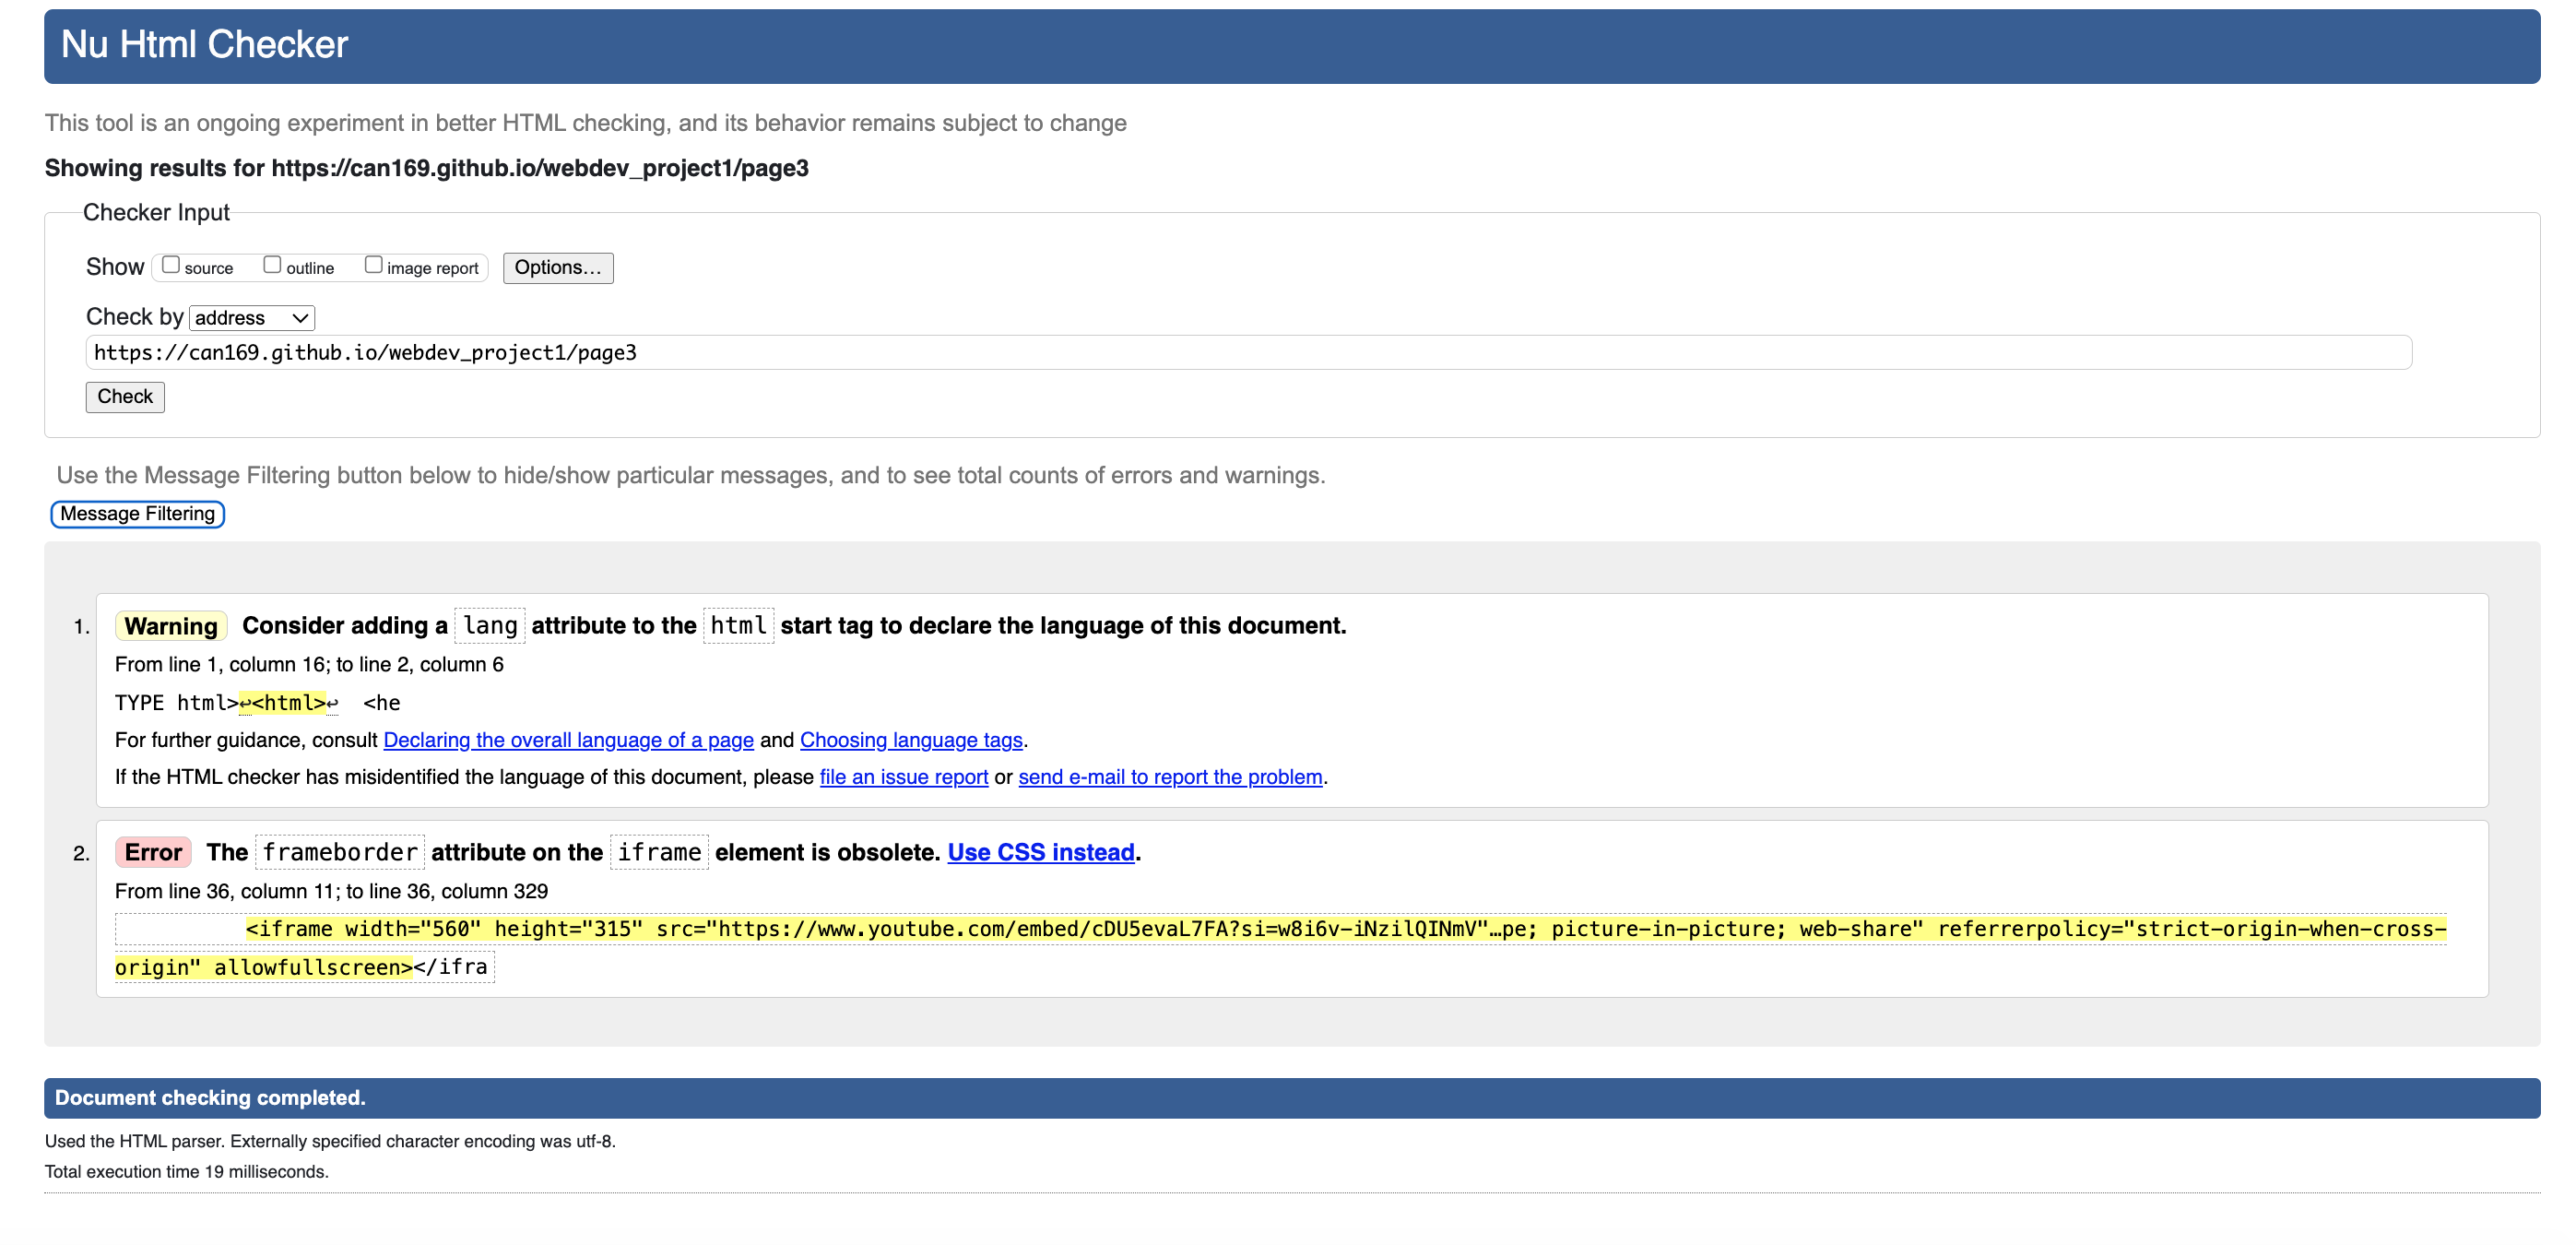 Nu Html Checker
This tool is an ongoing experiment in better HTML checking, and its behavior remains subject to change
Showing results for https://can169.github.io/webdev_project1/page3
Checker Input
Show source outline image report Options...
Check by address
https://can169.github.io/webdev_project1/page3
Check
Use the Message Filtering button below to hide/show particular messages, and to see total counts of errors and warnings.
Message Filtering
1. Warning Consider adding a lang attribute to the html start tag to declare the language of this document.
From line 1, column 16; to line 2, column 6
TYPE html>↩<html>↩  <he
For further guidance, consult Declaring the overall language of a page and Choosing language tags.
If the HTML checker has misidentified the language of this document, please file an issue report or send e-mail to report the problem.
2. Error The frameborder attribute on the iframe element is obsolete. Use CSS instead.
From line 36, column 11; to line 36, column 329
<iframe width="560" height="315" src="https://www.youtube.com/embed/cDU5evaL7FA?si=w8i6v-iNzilQINmV"…pe; picture-in-picture; web-share" referrerpolicy="strict-origin-when-cross-
origin" allowfullscreen></ifra
Document checking completed.
Used the HTML parser. Externally specified character encoding was utf-8.
Total execution time 19 milliseconds.